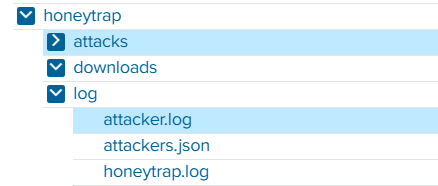 honeytrap
attacks
downloads
log
attacker.log
attackers.json
honeytrap.log